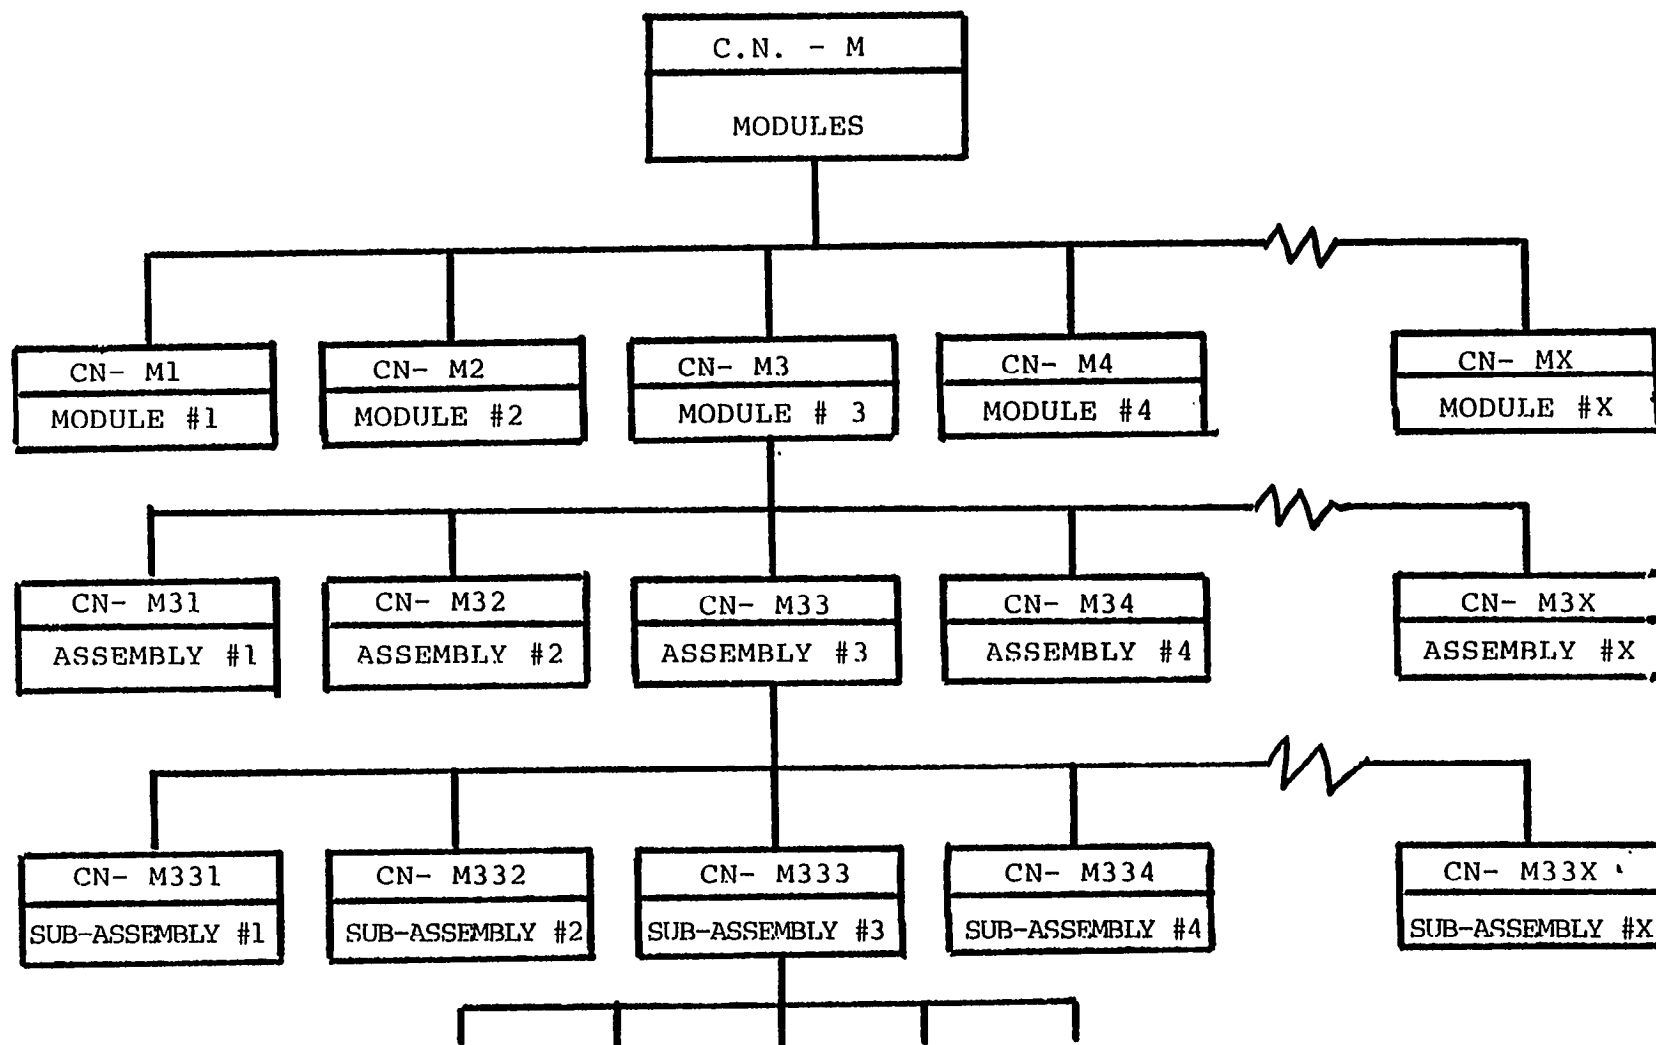 C.N. - M
MODULES
CN- M1
MODULE #1
CN- M2
MODULE #2
CN- M3
MODULE # 3
CN- M4
MODULE #4
CN- MX
MODULE #X
CN- M31
ASSEMBLY #1
CN- M32
ASSEMBLY #2
CN- M33
ASSEMBLY #3
CN- M34
ASSEMBLY #4
CN- M3X
ASSEMBLY #X
CN- M331
SUB-ASSEMBLY #1
CN- M332
SUB-ASSEMBLY #2
CN- M333
SUB-ASSEMBLY #3
CN- M334
SUB-ASSEMBLY #4
CN- M33X
SUB-ASSEMBLY #X